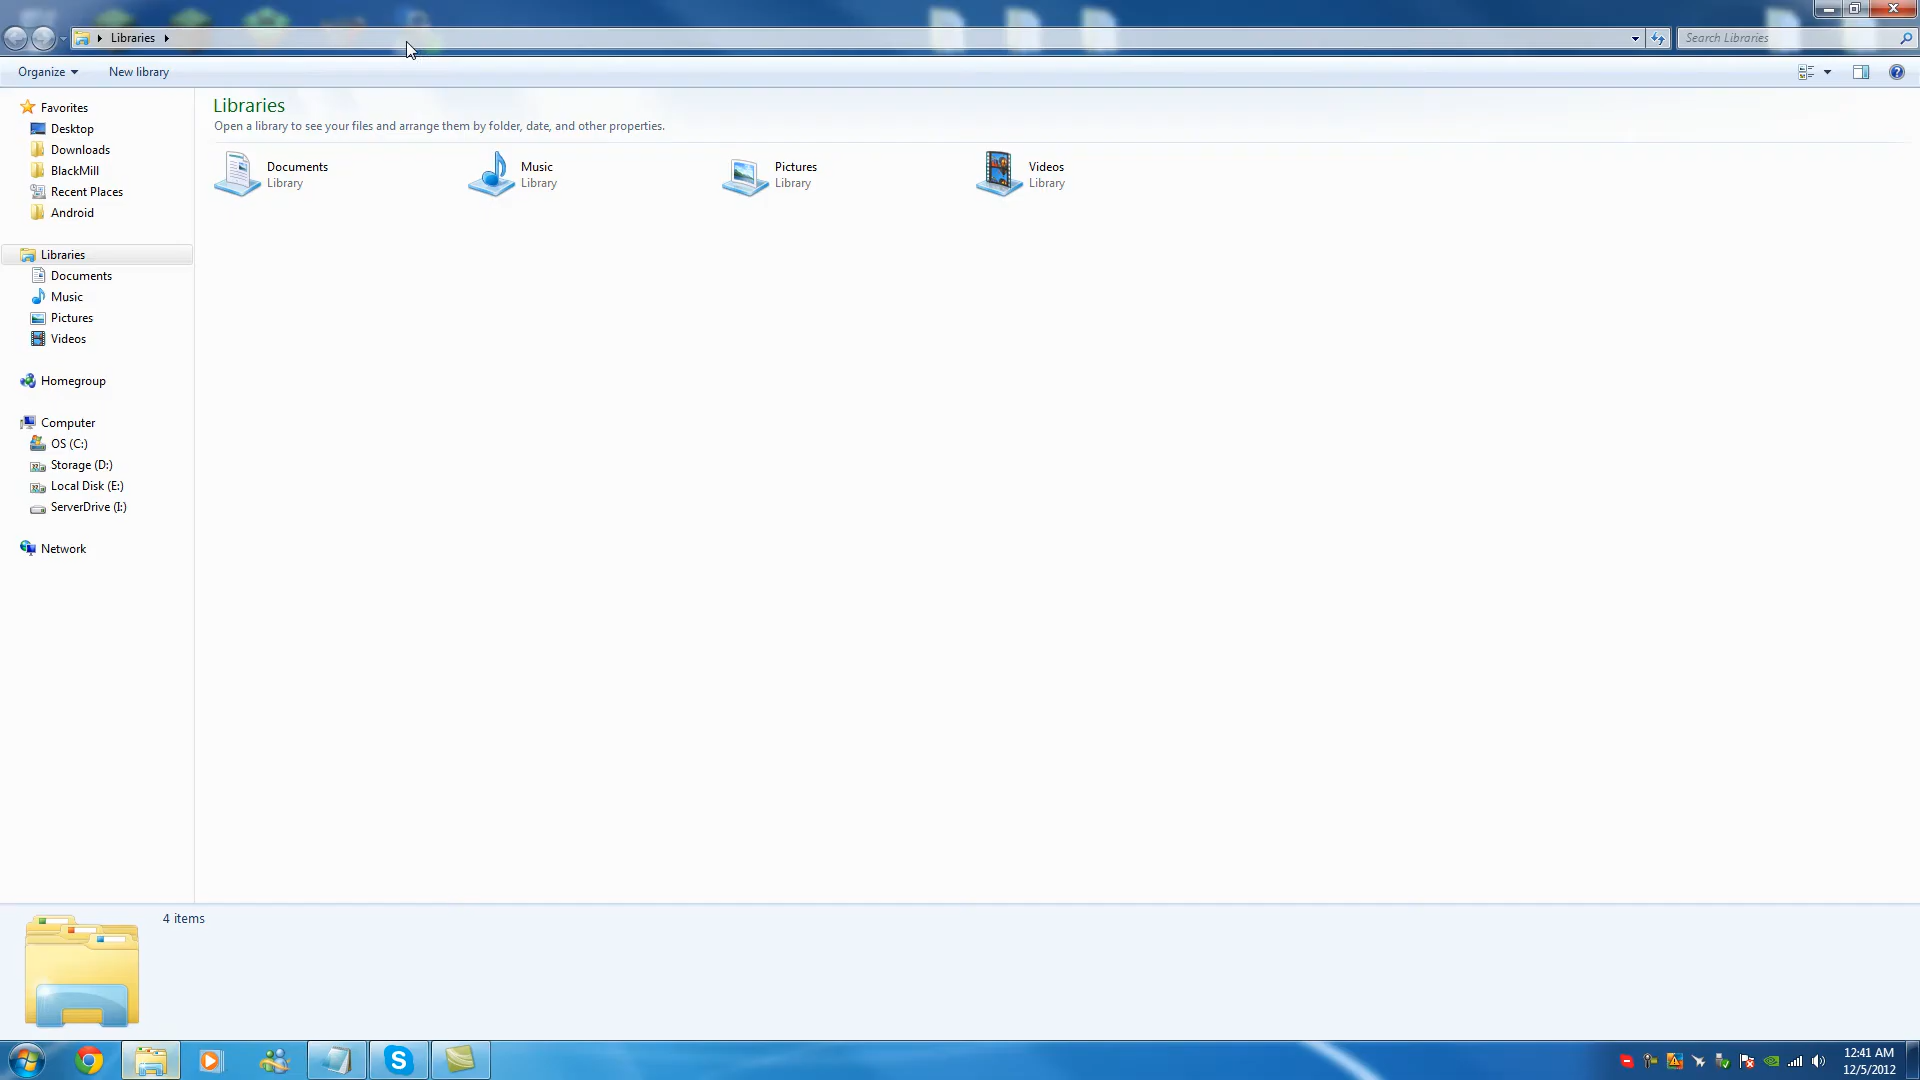 Libraries
Search Libraries
Organize
New library
Favorites
Desktop
Downloads
BlackMill
Recent Places
Android
Libraries
Documents
Music
Pictures
Videos
Homegroup
Computer
OS (C:)
Storage (D:)
Local Disk (E:)
ServerDrive (I:)
Network
Libraries
Open a library to see your files and arrange them by folder, date, and other properties.
Documents
Library
Music
Library
Pictures
Library
Videos
Library
4 items
12:41 AM
12/5/2012